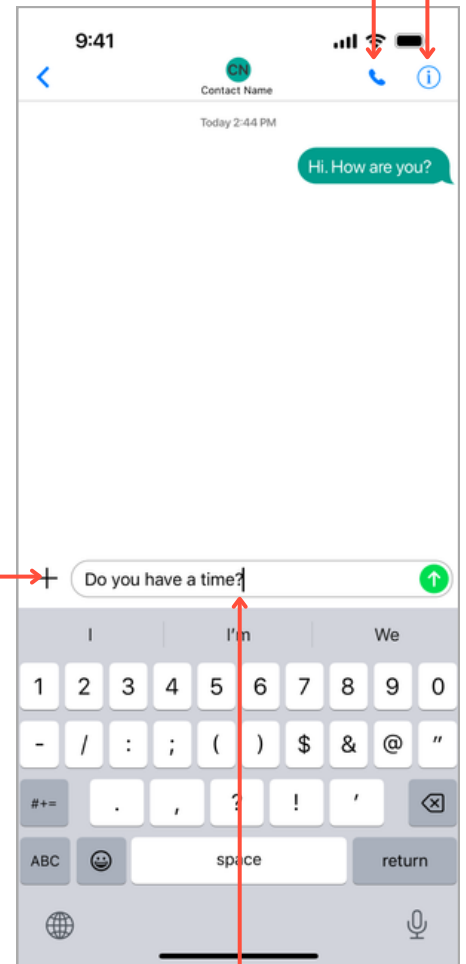 9:41
CN
Contact Name
Today 2:44 PM
Hi. How are you?
Do you have a time?
I I'm We
1 2 3 4 5 6 7 8 9 0
- / : ; ( ) $ & @ "
#+= . , ? ! '
ABC space return